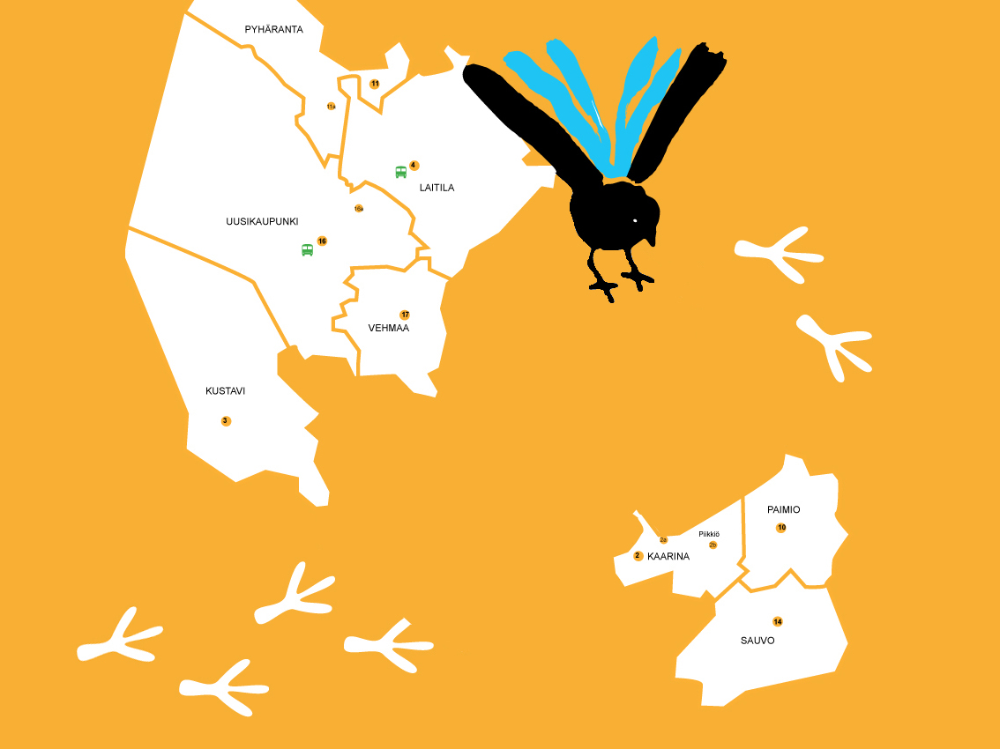 PYHÄRANTA
11
11a
4
LAITILA
16a
UUSIKAUPUNKI
16
17
VEHMAA
KUSTAVI
3
PAIMIO
10
Piikkiö
2a
2b
2
KAARINA
14
SAUVO